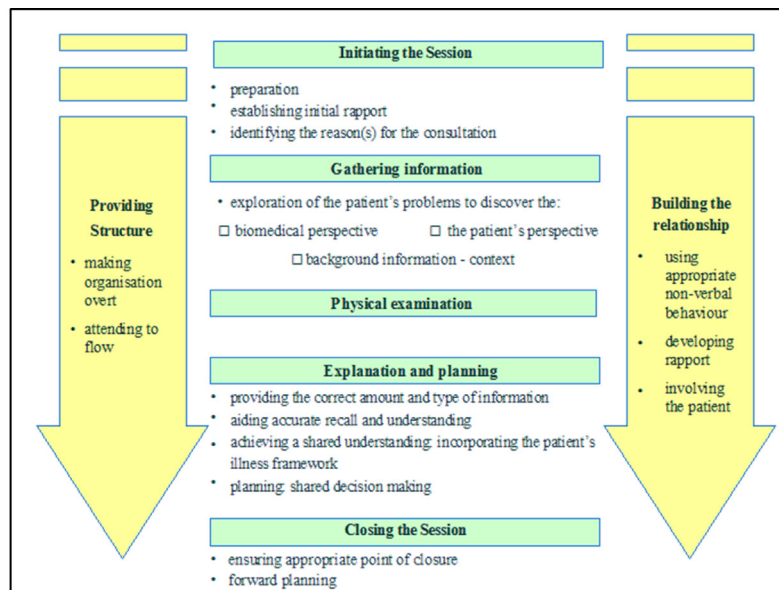 Initiating the Session
• preparation
• establishing initial rapport
• identifying the reason(s) for the consultation
Gathering information
• exploration of the patient's problems to discover the:
☐ biomedical perspective ☐ the patient's perspective
☐ background information - context
Physical examination
Explanation and planning
• providing the correct amount and type of information
• aiding accurate recall and understanding
• achieving a shared understanding: incorporating the patient's
illness framework
• planning: shared decision making
Closing the Session
• ensuring appropriate point of closure
• forward planning
Providing
Structure
• making
organisation
overt
• attending to
flow
Building the
relationship
• using
appropriate
non-verbal
behaviour
• developing
rapport
• involving
the patient